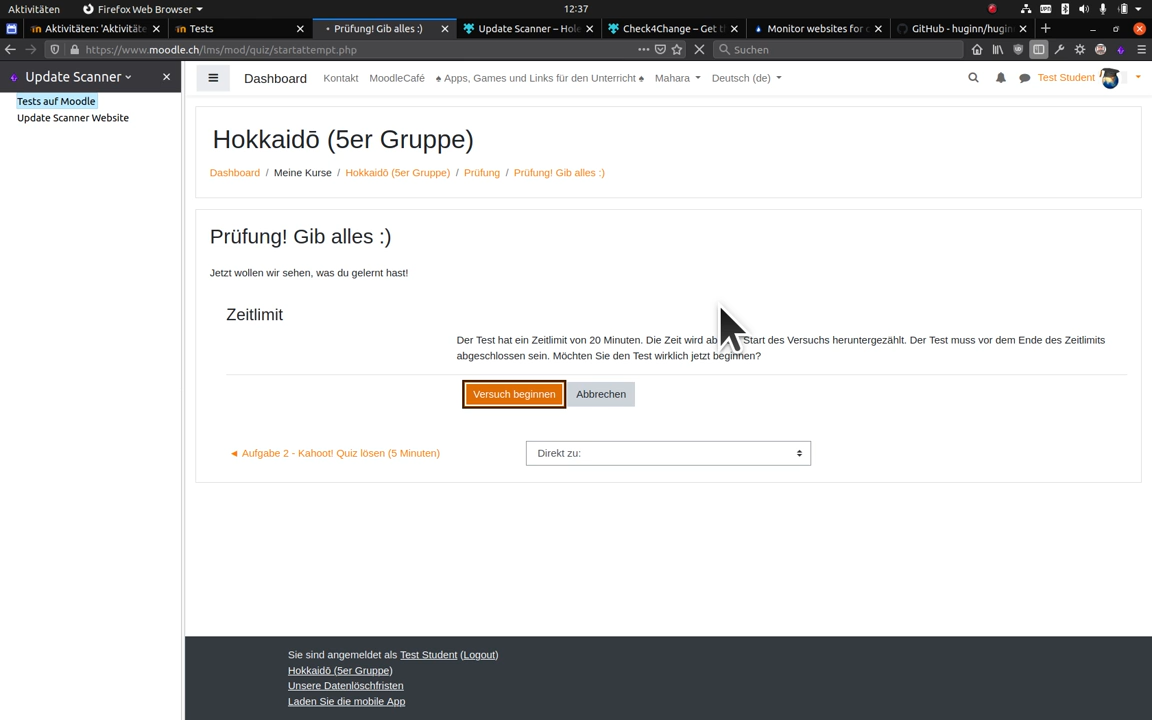 Aktivitäten Firefox Web Browser 12:37
Aktivitäten: 'Aktivitäte Tests Prüfung! Gib alles :) Update Scanner – Hole Check4Change – Get t Monitor websites for c GitHub - huginn/hugin
https://www.moodle.ch/lms/mod/quiz/startattempt.php Suchen
Update Scanner
Tests auf Moodle
Update Scanner Website
Dashboard Kontakt MoodleCafé ♠ Apps, Games und Links für den Unterricht ♠ Mahara Deutsch (de) Test Student
Hokkaidō (5er Gruppe)
Dashboard / Meine Kurse / Hokkaidō (5er Gruppe) / Prüfung / Prüfung! Gib alles :)
Prüfung! Gib alles :)
Jetzt wollen wir sehen, was du gelernt hast!
Zeitlimit
Der Test hat ein Zeitlimit von 20 Minuten. Die Zeit wird ab Start des Versuchs heruntergezählt. Der Test muss vor dem Ende des Zeitlimits
abgeschlossen sein. Möchten Sie den Test wirklich jetzt beginnen?
Versuch beginnen Abbrechen
◄ Aufgabe 2 - Kahoot! Quiz lösen (5 Minuten) Direkt zu:
Sie sind angemeldet als Test Student (Logout)
Hokkaidō (5er Gruppe)
Unsere Datenlöschfristen
Laden Sie die mobile App